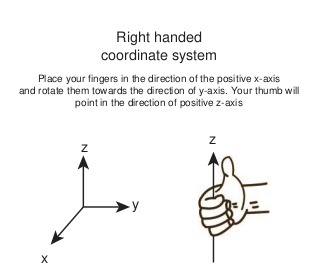 Right handed
coordinate system
Place your fingers in the direction of the positive x-axis
and rotate them towards the direction of y-axis. Your thumb will
point in the direction of positive z-axis
z
y
x
z